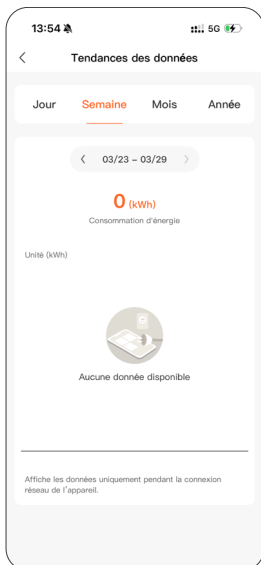 13:54
5G
Tendances des données
Jour
Semaine
Mois
Année
03/23 – 03/29
0 (kWh)
Consommation d'énergie
Unité (kWh)
Aucune donnée disponible
Affiche les données uniquement pendant la connexion
réseau de l'appareil.